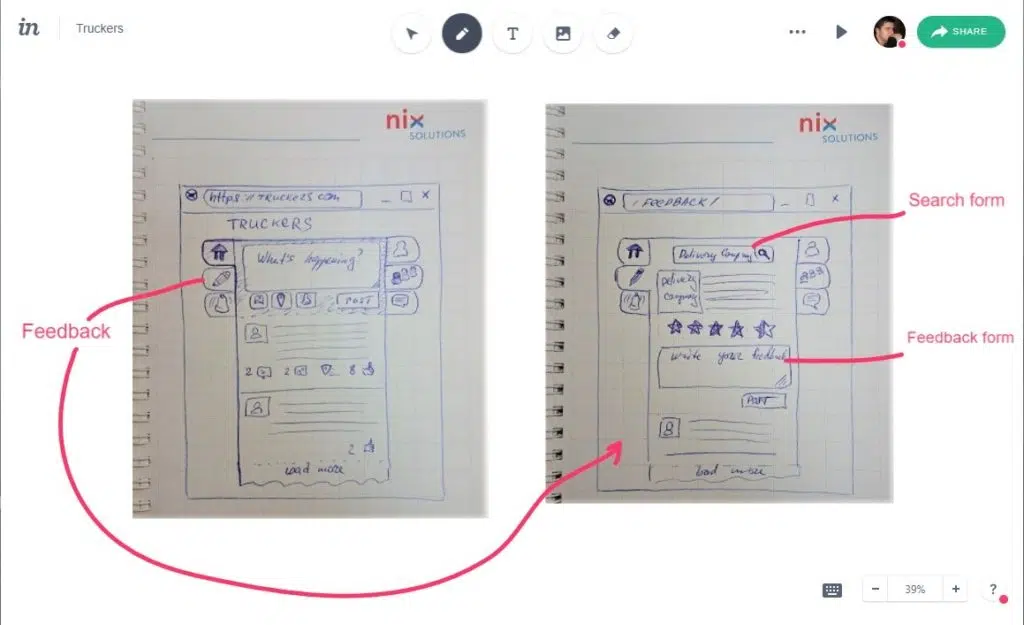 in
Truckers
T
SHARE
nix
SOLUTIONS
https://truckers.com
TRUCKERS
What's happening?
POST
2
2
8
2
Load more
nix
SOLUTIONS
/FEEDBACK/
Delivery Company
Delivery
company
Write your feedback
POST
Load more
Search form
Feedback
Feedback form
39%
?